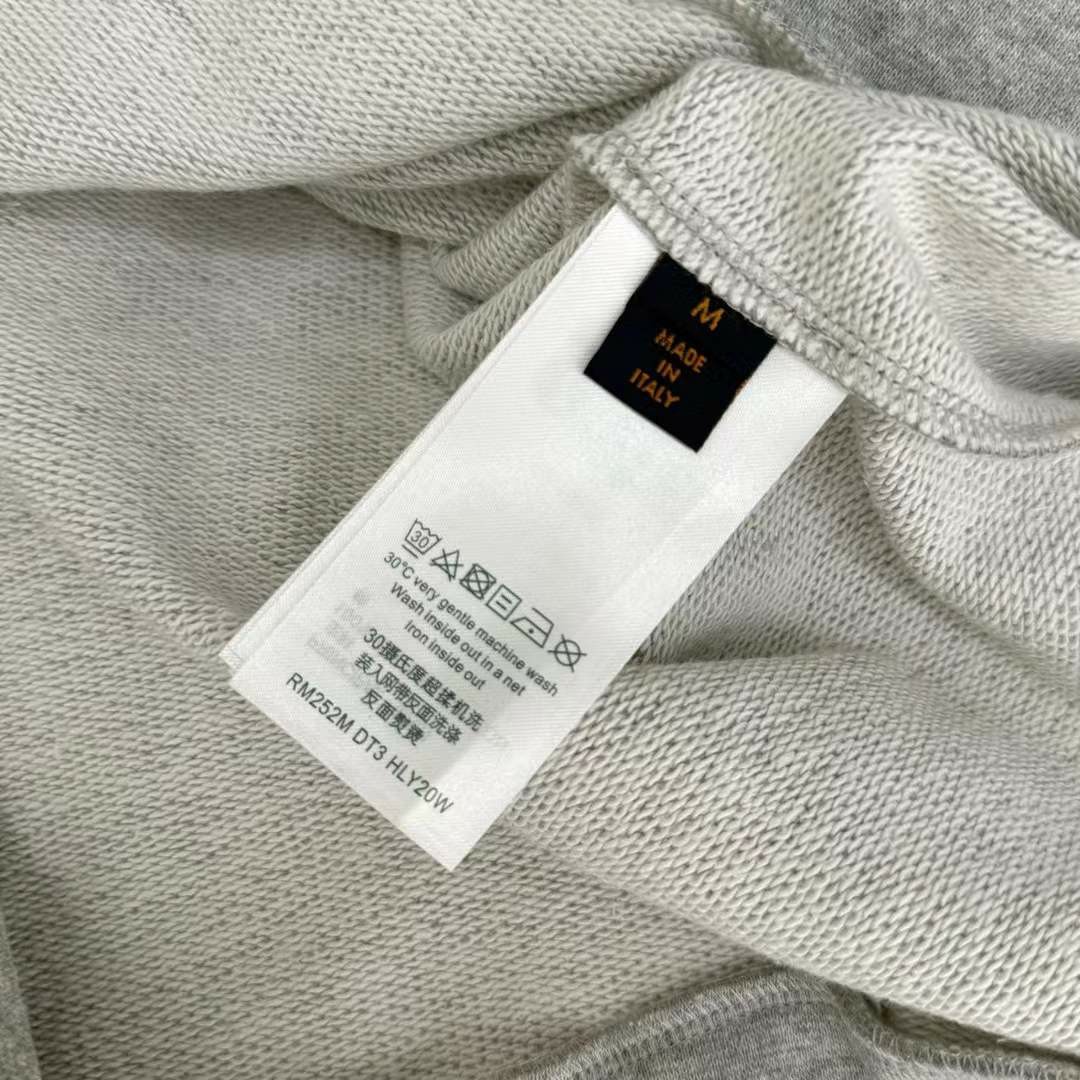 M
MADE
IN
ITALY
30
30°C very gentle machine wash
Wash inside out in a net
Iron inside out
30摄氏度超柔机洗
装入网带反面洗涤
反面熨烫
RM252M DT3 HLY20W